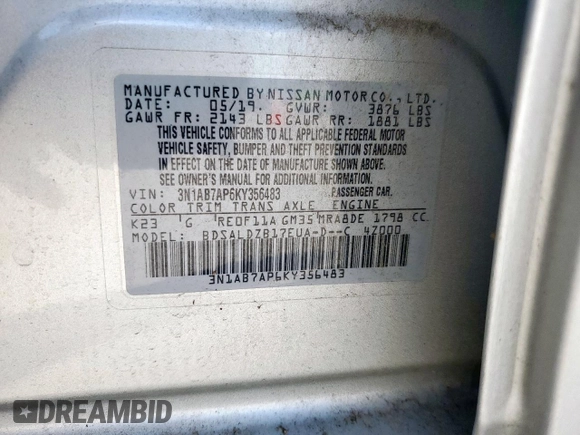 MANUFACTURED BY NISSAN MOTOR CO., LTD.
DATE: 05/19. GVWR: 3876 LBS
GAWR FR: 2143 LBS GAWR RR: 1881 LBS
THIS VEHICLE CONFORMS TO ALL APPLICABLE FEDERAL MOTOR
VEHICLE SAFETY, BUMPER AND THEFT PREVENTION STANDARDS
IN EFFECT ON THE DATE OF MANUFACTURE SHOWN ABOVE.
SEE OWNER'S MANUAL FOR ADDITIONAL INFORMATION.
VIN: 3N1AB7AP6KY356483 PASSENGER CAR.
COLOR TRIM TRANS AXLE ENGINE
K23 G RE0F11A GM35 MRA8DE 1798 CC
MODEL: BDSALDZB17EUA-D--C 4Z000
3N1AB7AP6KY356483
DREAMBID